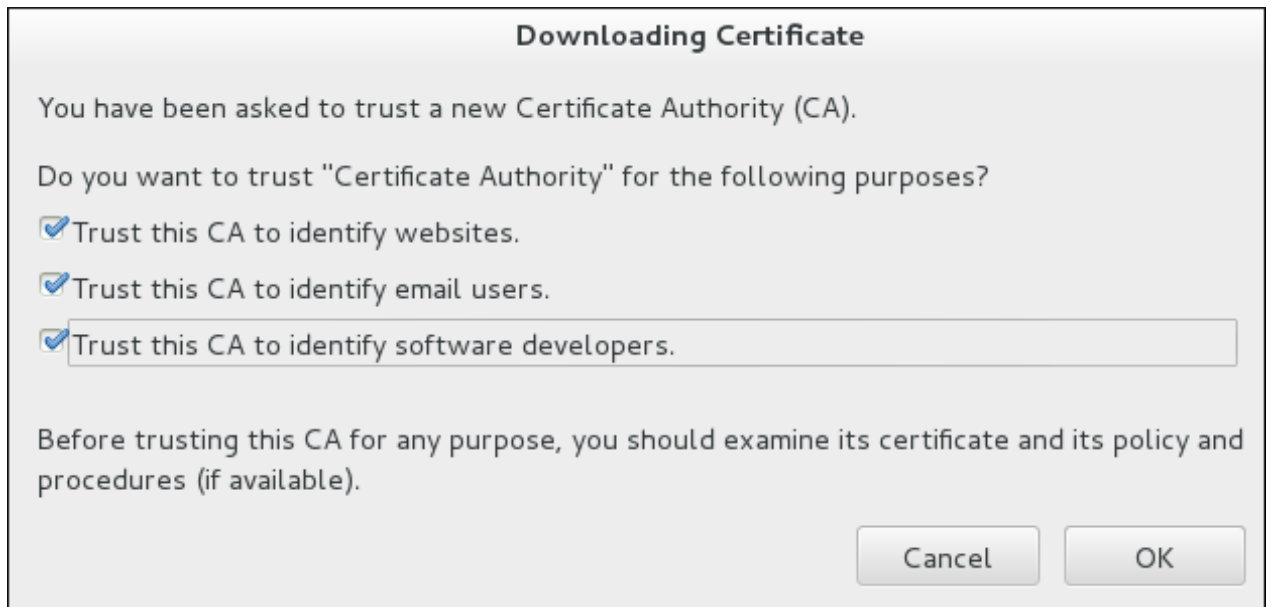 Downloading Certificate
You have been asked to trust a new Certificate Authority (CA).
Do you want to trust "Certificate Authority" for the following purposes?
Trust this CA to identify websites.
Trust this CA to identify email users.
Trust this CA to identify software developers.
Before trusting this CA for any purpose, you should examine its certificate and its policy and
procedures (if available).
Cancel OK